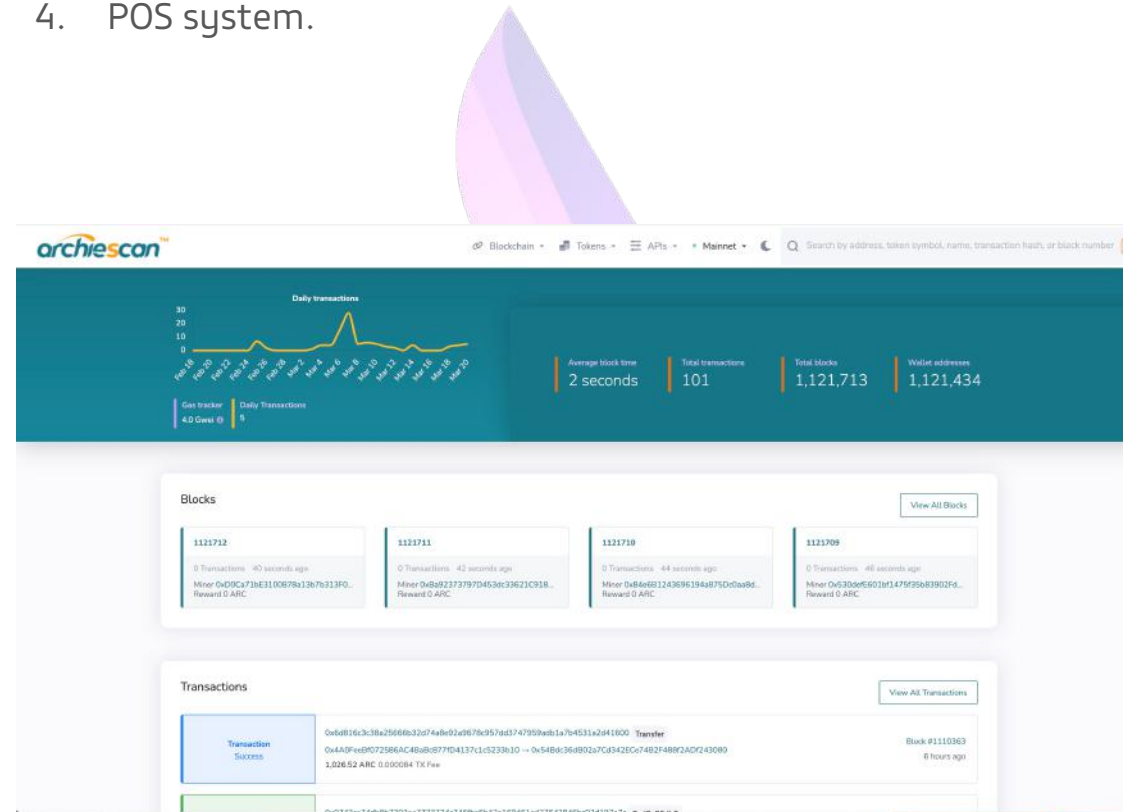 4. POS system.
archiescan™
Blockchain Tokens APIs Mainnet Search by address, token symbol, name, transaction hash, or block number
Daily transactions
30
20
10
0
Feb 18 Feb 20 Feb 22 Feb 24 Feb 26 Feb 28 Mar 2 Mar 4 Mar 6 Mar 8 Mar 10 Mar 12 Mar 14 Mar 16 Mar 18 Mar 20
Average block time Total transactions Total blocks Wallet addresses
2 seconds 101 1,121,713 1,121,434
Gas tracker Daily Transactions
4.0 Gwei 5
Blocks View All Blocks
1121712 1121711 1121710 1121709
0 Transactions 40 seconds ago 0 Transactions 42 seconds ago 0 Transactions 44 seconds ago 0 Transactions 46 seconds ago
Miner Miner Miner Miner
Reward 0 ARC Reward 0 ARC Reward 0 ARC Reward 0 ARC
Transactions View All Transactions
Transfer
Transaction Block #1110363
Success 6 hours ago
1,026.52 ARC 0.000084 TX Fee